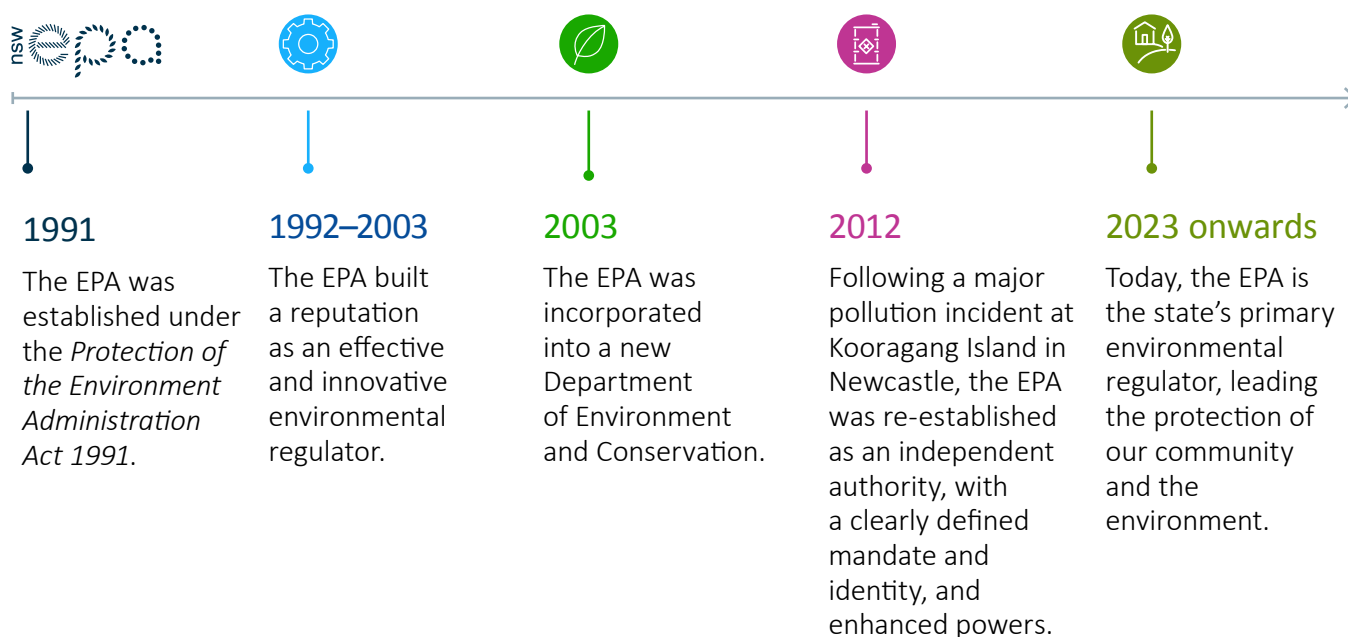 nsw epa
1991
The EPA was
established under
the Protection of
the Environment
Administration
Act 1991.
1992–2003
The EPA built
a reputation
as an effective
and innovative
environmental
regulator.
2003
The EPA was
incorporated
into a new
Department
of Environment
and Conservation.
2012
Following a major
pollution incident at
Kooragang Island in
Newcastle, the EPA
was re-established
as an independent
authority, with
a clearly defined
mandate and
identity, and
enhanced powers.
2023 onwards
Today, the EPA is
the state’s primary
environmental
regulator, leading
the protection of
our community
and the
environment.